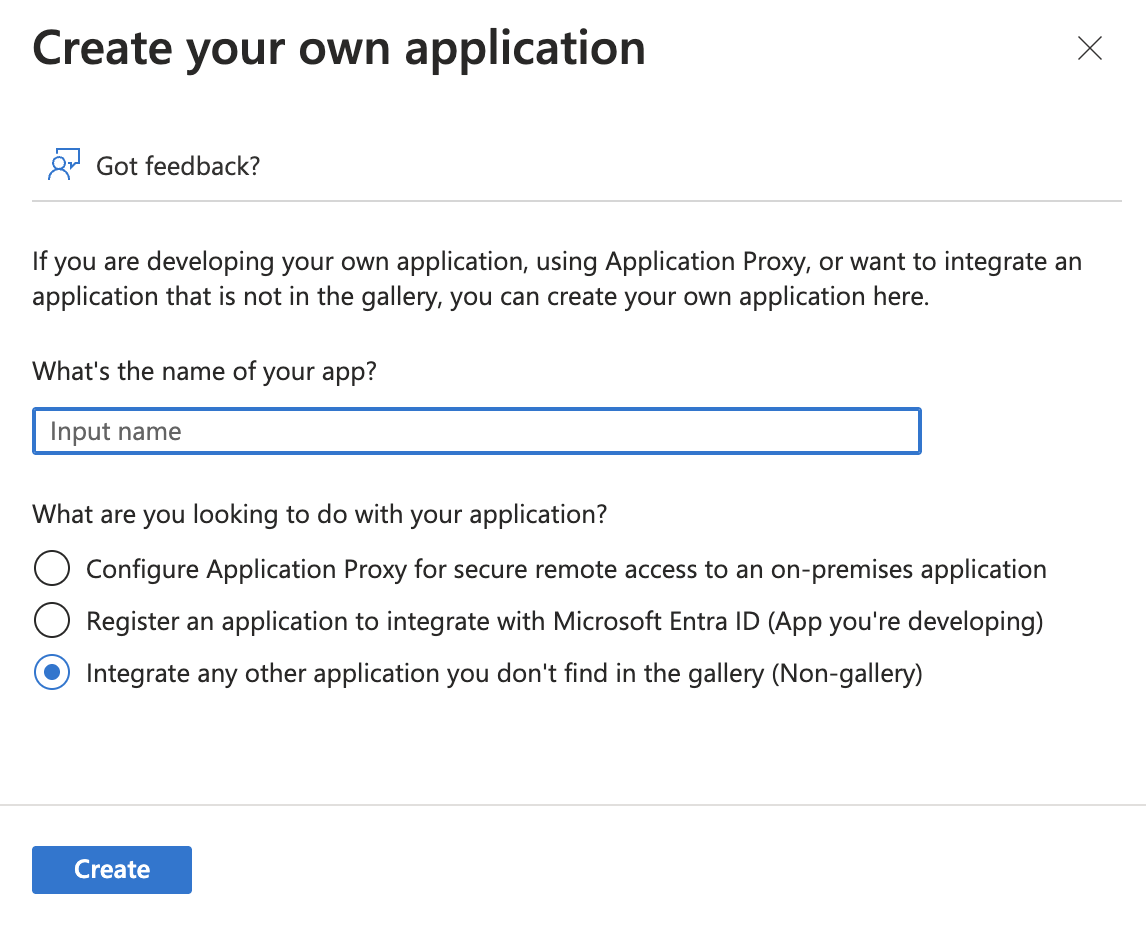 Create your own application
Got feedback?
If you are developing your own application, using Application Proxy, or want to integrate an
application that is not in the gallery, you can create your own application here.
What's the name of your app?
Input name
What are you looking to do with your application?
Configure Application Proxy for secure remote access to an on-premises application
Register an application to integrate with Microsoft Entra ID (App you're developing)
Integrate any other application you don't find in the gallery (Non-gallery)
Create